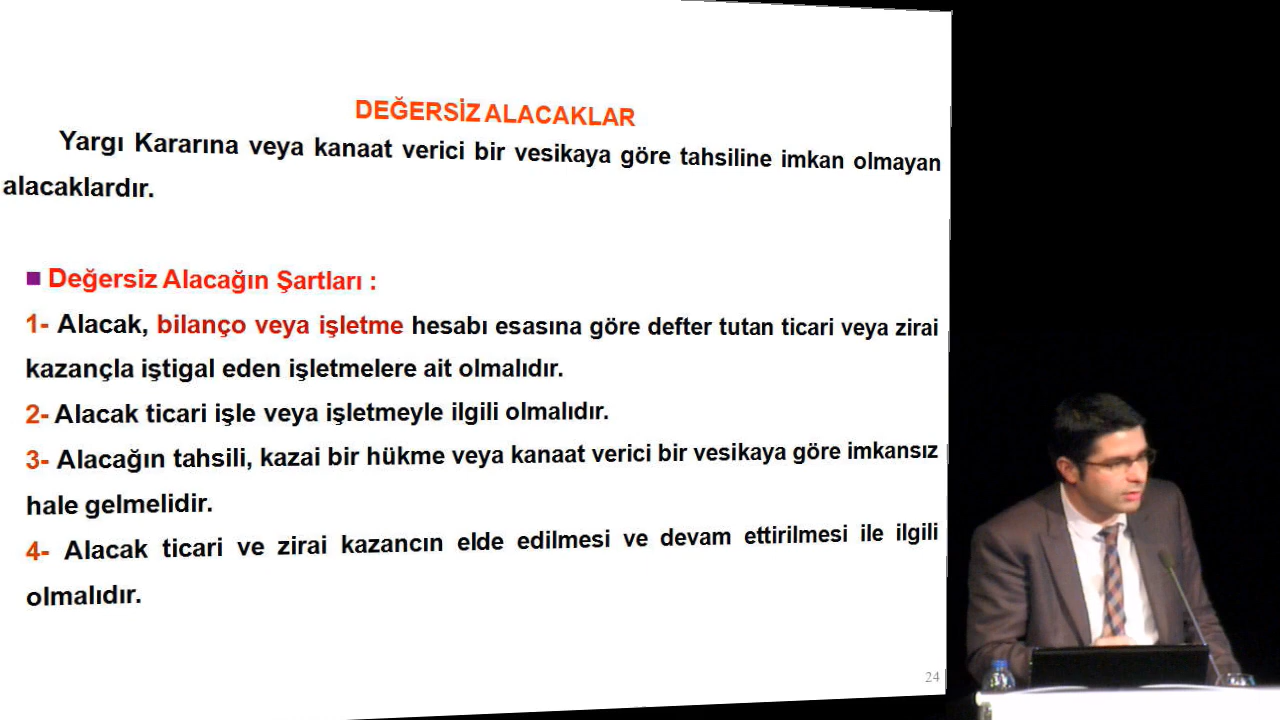 DEĞERSİZ ALACAKLAR
Yargı Kararına veya kanaat verici bir vesikaya göre tahsiline imkan olmayan
alacaklardır.
Değersiz Alacağın Şartları :
1- Alacak, bilanço veya işletme hesabı esasına göre defter tutan ticari veya zirai
kazançla iştigal eden işletmelere ait olmalıdır.
2- Alacak ticari işle veya işletmeyle ilgili olmalıdır.
3- Alacağın tahsili, kazai bir hükme veya kanaat verici bir vesikaya göre imkansız
hale gelmelidir.
4- Alacak ticari ve zirai kazancın elde edilmesi ve devam ettirilmesi ile ilgili
olmalıdır.
24